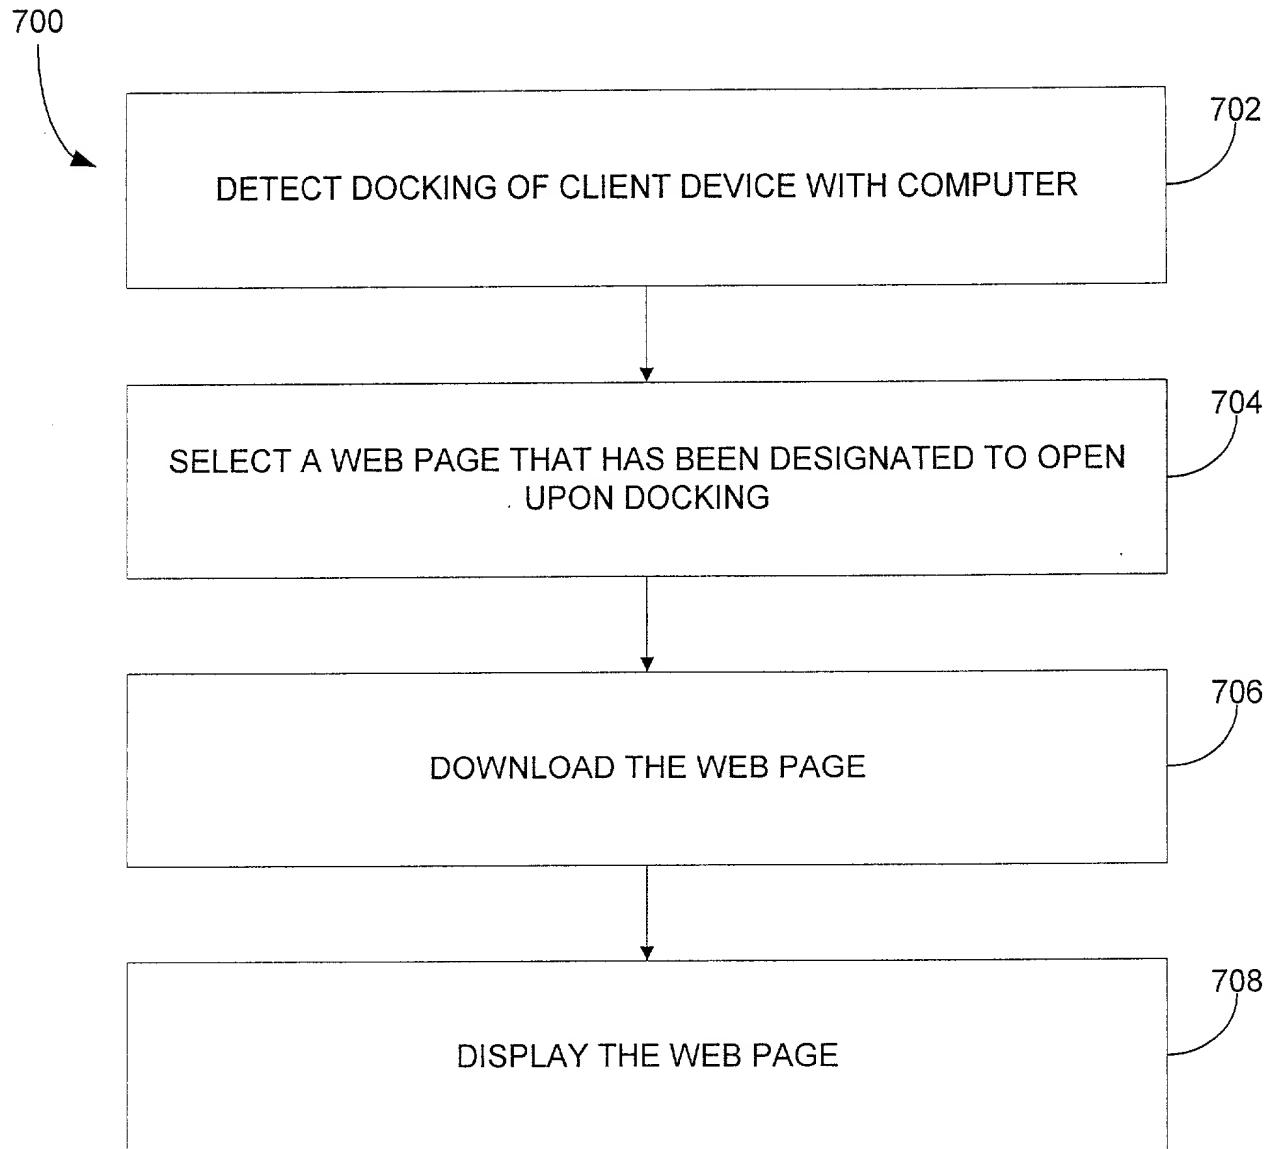 700
702
DETECT DOCKING OF CLIENT DEVICE WITH COMPUTER
704
SELECT A WEB PAGE THAT HAS BEEN DESIGNATED TO OPEN
UPON DOCKING
706
DOWNLOAD THE WEB PAGE
708
DISPLAY THE WEB PAGE